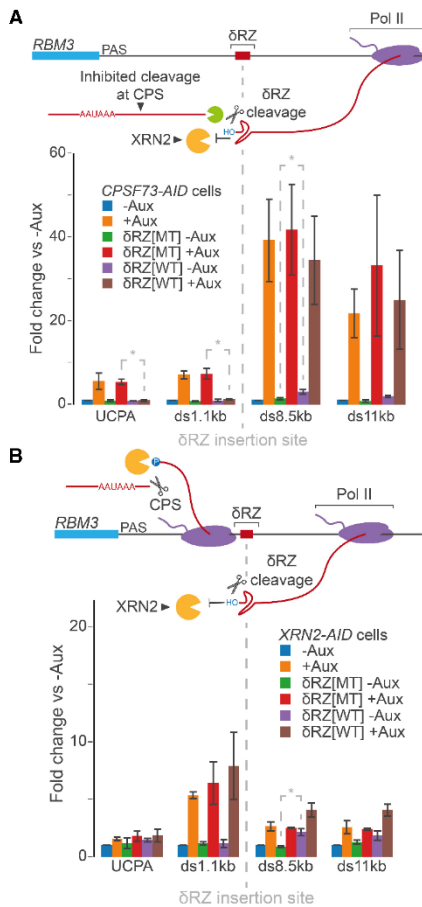 A
RBM3
PAS
δRZ
Pol II
Inhibited cleavage
at CPS
AAUAAA
δRZ
cleavage
XRN2
HO
60
40
20
0
Fold change vs -Aux
CPSF73-AID cells
-Aux
+Aux
δRZ[MT] -Aux
δRZ[MT] +Aux
δRZ[WT] -Aux
δRZ[WT] +Aux
*
*
*
UCPA
ds1.1kb
ds8.5kb
ds11kb
δRZ insertion site
B
P
AAUAAA
CPS
RBM3
PAS
δRZ
Pol II
δRZ
cleavage
XRN2
HO
20
10
0
Fold change vs -Aux
XRN2-AID cells
-Aux
+Aux
δRZ[MT] -Aux
δRZ[MT] +Aux
δRZ[WT] -Aux
δRZ[WT] +Aux
*
UCPA
ds1.1kb
ds8.5kb
ds11kb
δRZ insertion site